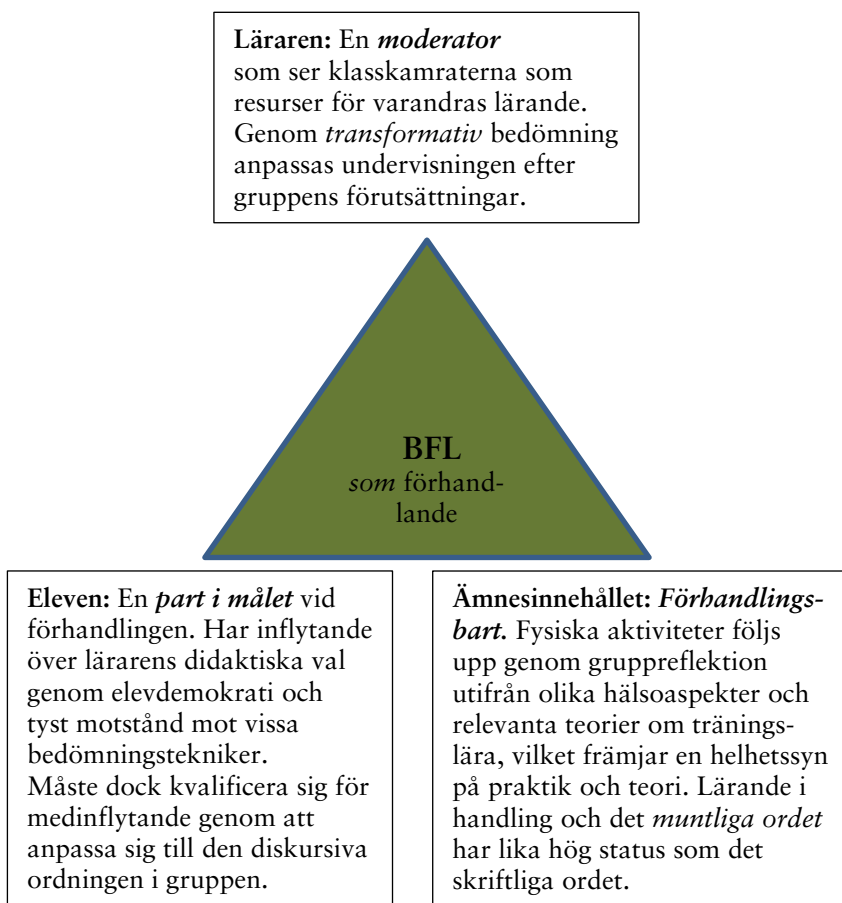 Läraren: En moderator
som ser klasskamraterna som
resurser för varandras lärande.
Genom transformativ bedömning
anpassas undervisningen efter
gruppens förutsättningar.
BFL
som förhand-
lande
Eleven: En part i målet vid
förhandlingen. Har inflytande
över lärarens didaktiska val
genom elevdemokrati och
tyst motstånd mot vissa
bedömningstekniker.
Måste dock kvalificera sig för
medinflytande genom att
anpassa sig till den diskursiva
ordningen i gruppen.
Ämnesinnehållet: Förhandlings-
bart. Fysiska aktiviteter följs
upp genom gruppreflektion
utifrån olika hälsoaspekter och
relevanta teorier om tränings-
lära, vilket främjar en helhetssyn
på praktik och teori. Lärande i
handling och det muntliga ordet
har lika hög status som det
skriftliga ordet.